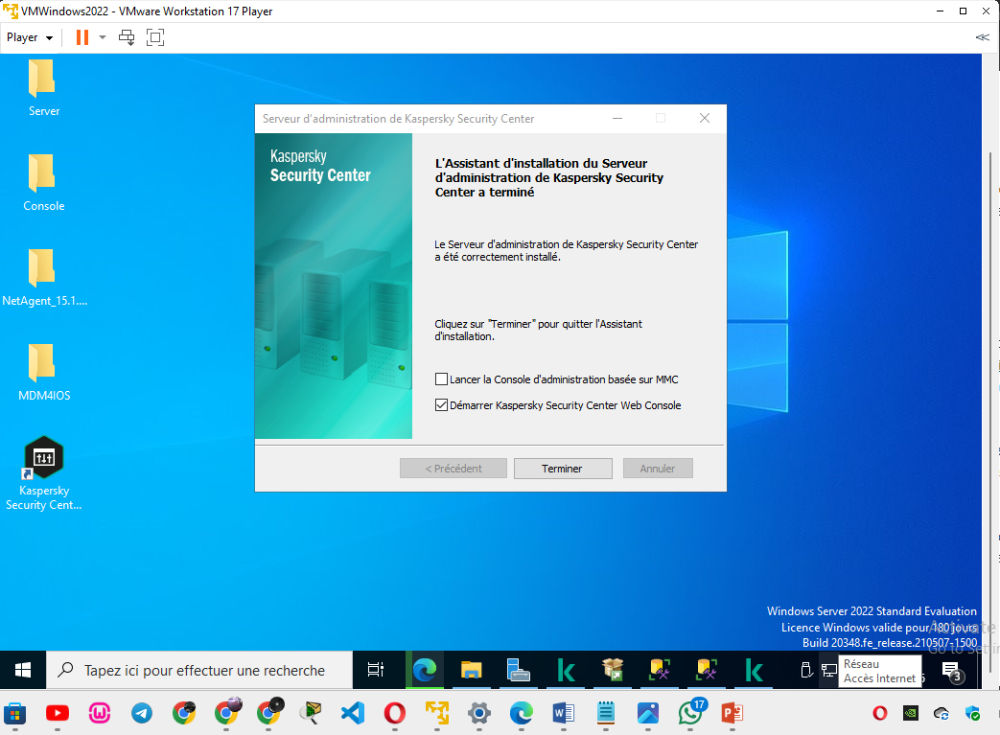 VMWindows2022 - VMware Workstation 17 Player
Player
Server
Console
NetAgent_15.1....
MDM4IOS
Kaspersky
Security Cent...
Serveur d'administration de Kaspersky Security Center
Kaspersky
Security Center
L'Assistant d'installation du Serveur
d'administration de Kaspersky Security
Center a terminé
Le Serveur d'administration de Kaspersky Security Center
a été correctement installé.
Cliquez sur "Terminer" pour quitter l'Assistant
d'installation.
Lancer la Console d'administration basée sur MMC
Démarrer Kaspersky Security Center Web Console
< Précédent
Terminer
Annuler
Windows Server 2022 Standard Evaluation
Licence Windows valide pour 180 jours
Build 20348.fe_release.210507-1500
Activate
Go to Settin
Tapez ici pour effectuer une recherche
Réseau
Accès Internet
3
17